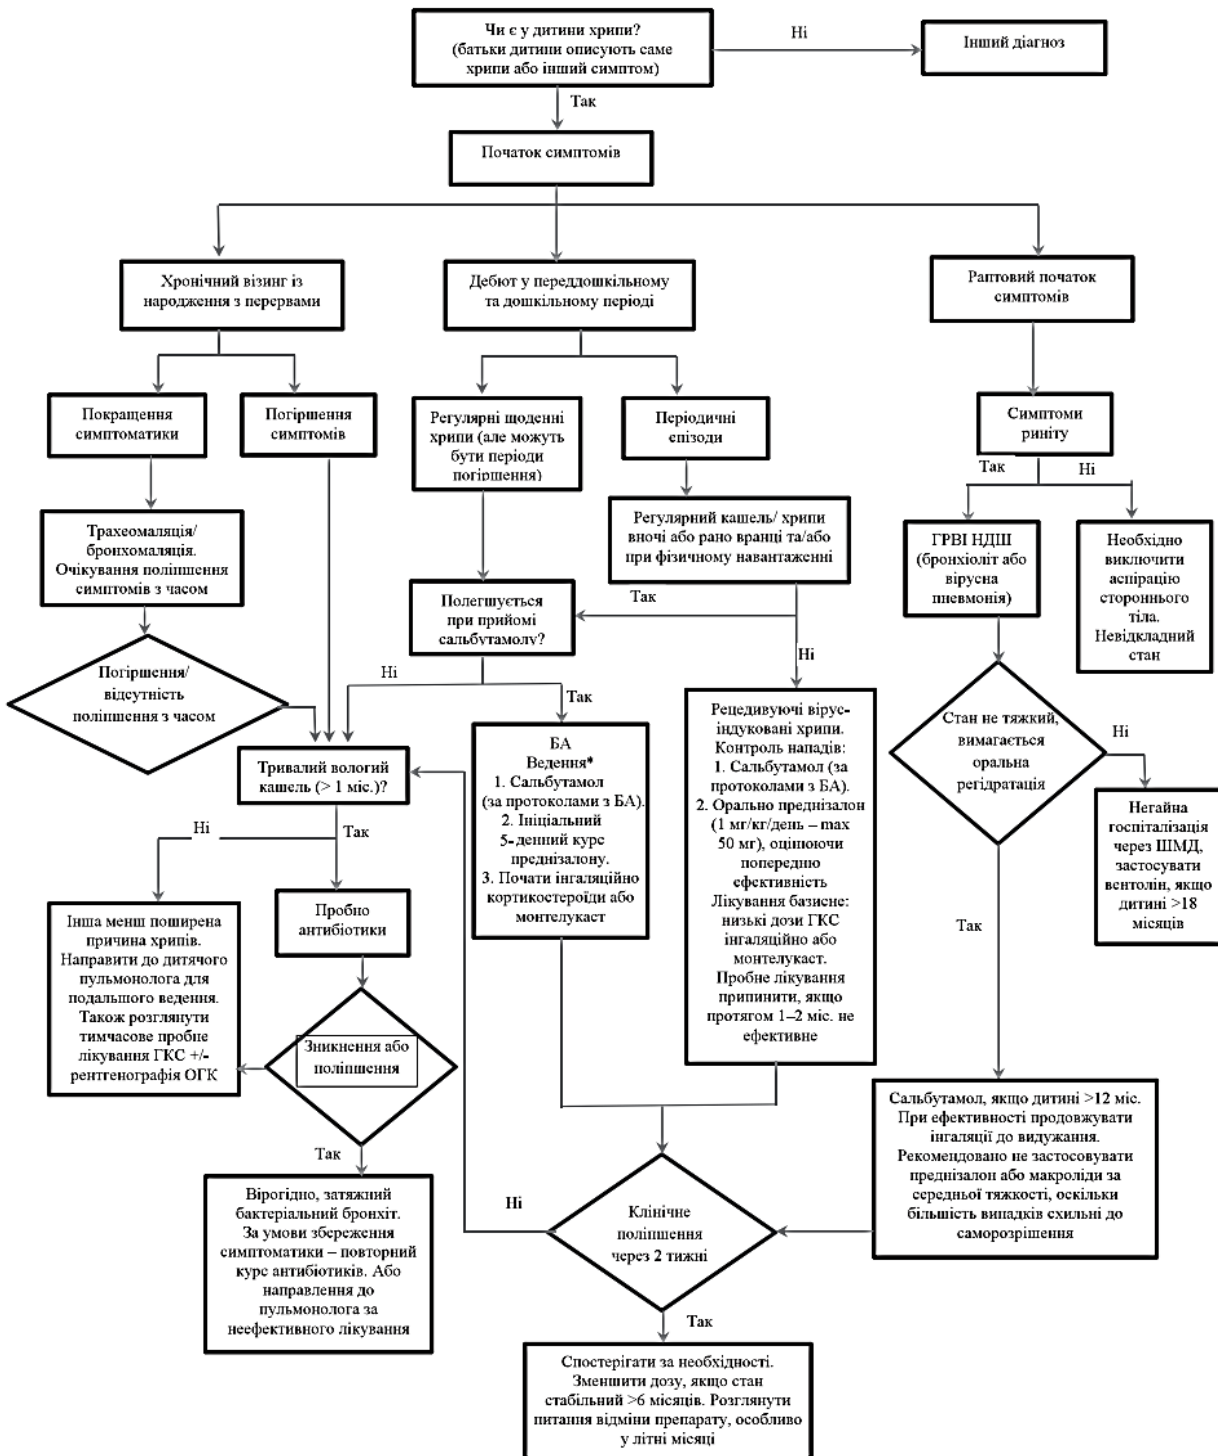 Чи є у дитини хрипи?
(батьки дитини описують саме
хрипи або інший симптом)
Ні
Інший діагноз
Так
Початок симптомів
Хронічний візинг із
народження з перервами
Дебют у переддошкільному
та дошкільному періоді
Раптовий початок
симптомів
Покращення
симптоматики
Погіршення
симптомів
Регулярні щоденні
хрипи (але можуть
бути періоди
погіршення)
Періодичні
епізоди
Симптоми
риніту
Так
Ні
Трахеомаляція/
бронхомаляція.
Очікування поліпшення
симптомів з часом
Регулярний кашель/ хрипи
вночі або рано вранці та/або
при фізичному навантаженні
ГРВІ НДШ
(бронхіоліт або
вірусна
пневмонія)
Необхідно
виключити
аспірацію
стороннього
тіла.
Невідкладний
стан
Полегшується
при прийомі
сальбутамолу?
Так
Ні
Ні
Так
Погіршення/
відсутність
поліпшення з часом
Тривалий вологий
кашель (> 1 міс.)?
БА
Ведення*
1. Сальбутамол
(за протоколами з БА).
2. Ініціальний
5-денний курс
преднізалону.
3. Почати інгаляційно
кортикостероїди або
монтелукаст
Рецедивуючі вірус-
індуковані хрипи.
Контроль нападів:
1. Сальбутамол (за
протоколами з БА).
2. Орально преднізалон
(1 мг/кг/день – max
50 мг), оцінюючи
попередню
ефективність
Лікування базисне:
низькі дози ГКС
інгаляційно або
монтелукаст.
Пробне лікування
припинити, якщо
протягом 1–2 міс. не
ефективне
Стан не тяжкий,
вимагається
оральна
регідратація
Ні
Негайна
госпіталізація
через ШМД,
застосувати
вентолін, якщо
дитині >18
місяців
Так
Ні
Так
Інша менш поширена
причина хрипів.
Направити до дитячого
пульмонолога для
подальшого ведення.
Також розглянути
тимчасове пробне
лікування ГКС +/-
рентгенографія ОГК
Пробно
антибіотики
Зникнення або
поліпшення
Так
Вірогідно, затяжний
бактеріальний бронхіт.
За умови збереження
симптоматики – повторний
курс антибіотиків. Або
направлення до
пульмонолога за
неефективного лікування
Сальбутамол, якщо дитині >12 міс.
При ефективності продовжувати
інгаляції до видужання.
Рекомендовано не застосовувати
преднізалон або макроліди за
середньої тяжкості, оскільки
більшість випадків схильні до
саморозрішення
Ні
Клінічне
поліпшення
через 2 тижні
Так
Спостерігати за необхідності.
Зменшити дозу, якщо стан
стабільний >6 місяців. Розглянути
питання відміни препарату, особливо
у літні місяці